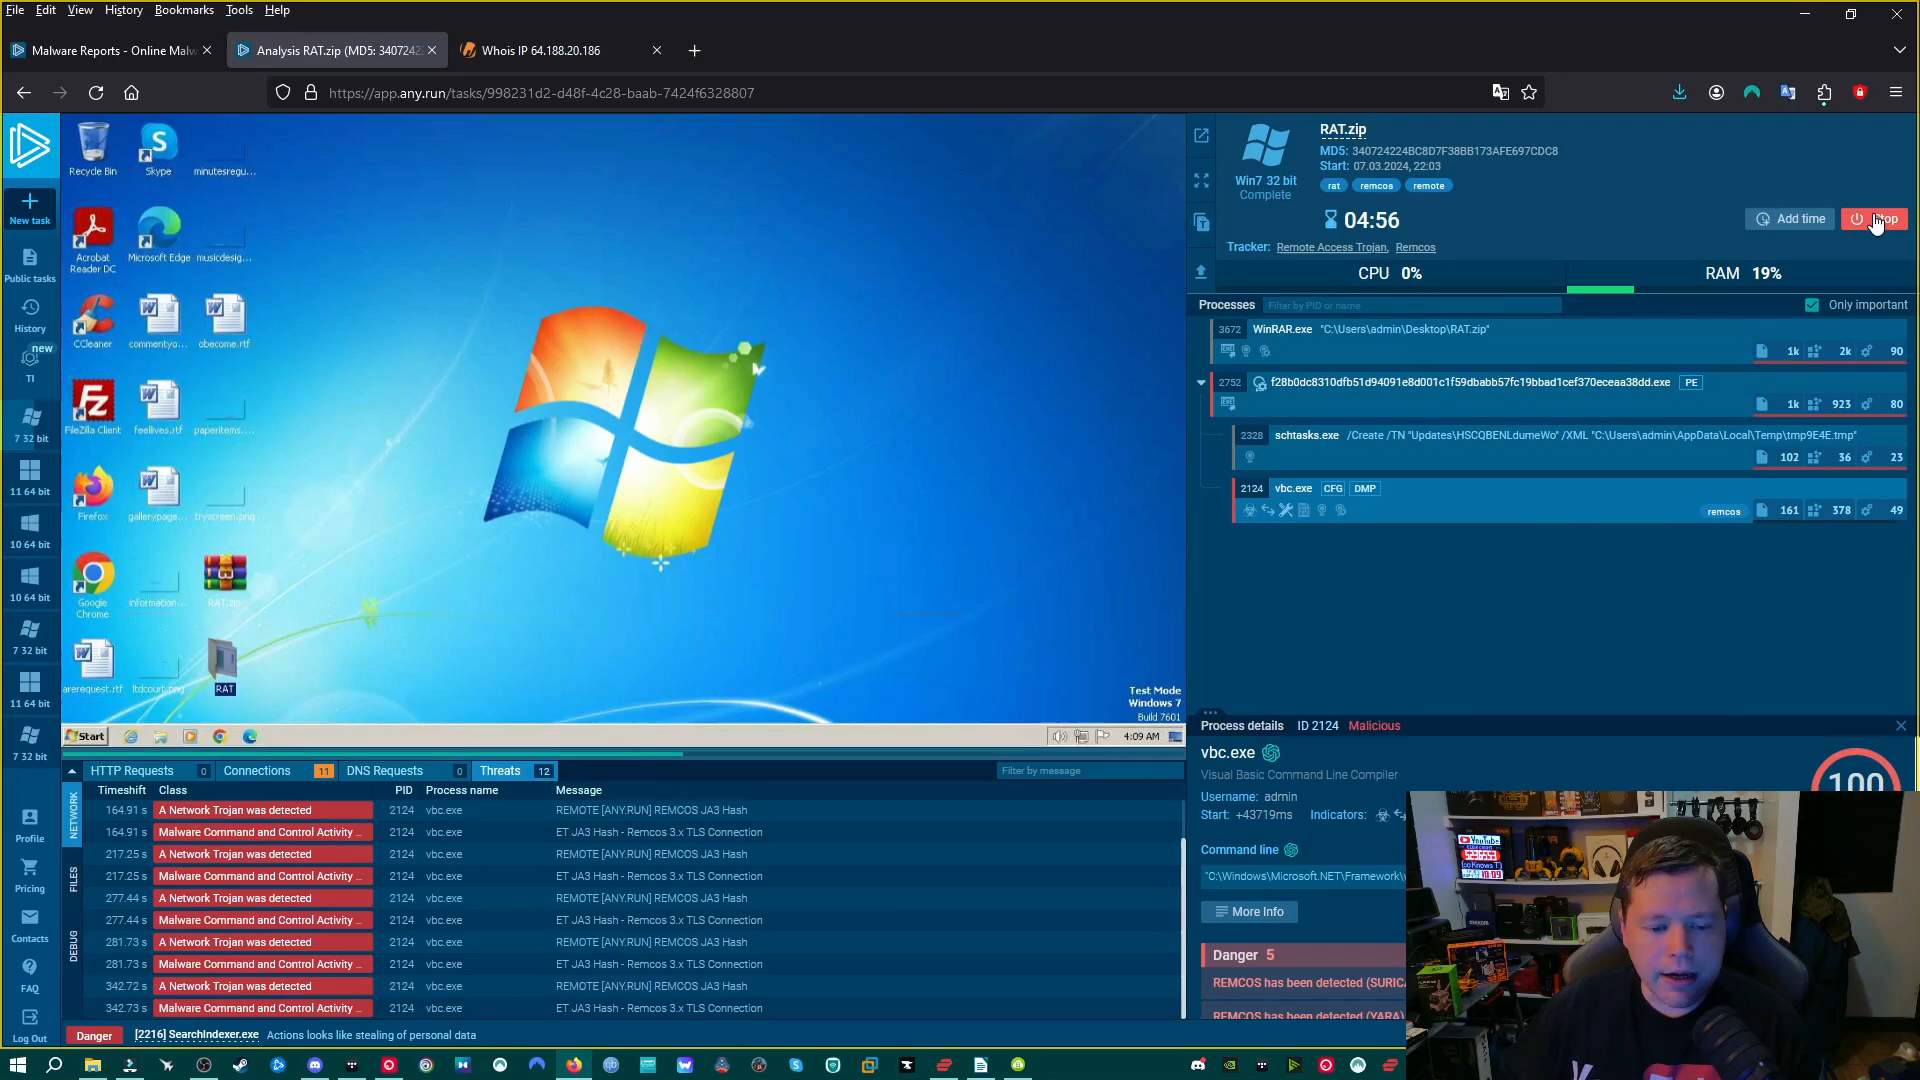 File Edit View History Bookmarks Tools Help
Malware Reports - Online Malw
Analysis RAT.zip (MD5: 3407242
Whois IP 64.188.20.186
https://app.any.run/tasks/998231d2-d48f-4c28-baab-7424f6328807
New task
Public tasks
History
new
TI
7 32 bit
11 64 bit
10 64 bit
10 64 bit
7 32 bit
11 64 bit
7 32 bit
Profile
Pricing
Contacts
FAQ
Log Out
Recycle Bin
Skype
minutesregu...
Acrobat Reader DC
Microsoft Edge
musicdesig...
CCleaner
commentyo...
obecome.rtf
FileZilla Client
feellives.rtf
paperitems....
Firefox
gallerypage...
tryscreen.png
Google Chrome
information...
RAT.zip
arerequest.rtf
ltdcourt.png
RAT
Test Mode
Windows 7
Build 7601
Start
4:09 AM
RAT.zip
MD5: 340724224BC8D7F38BB173AFE697CDC8
Start: 07.03.2024, 22:03
Win7 32 bit
Complete
rat remcos remote
04:56
Add time
Tracker: Remote Access Trojan, Remcos
CPU 0%
RAM 19%
Processes Filter by PID or name Only important
3672 WinRAR.exe "C:\Users\admin\Desktop\RAT.zip"
1k 2k 90
2752 f28b0dc8310dfb51d94091e8d001c1f59dbabb57fc19bbad1cef370eceaa38dd.exe PE
1k 923 80
2328 schtasks.exe /Create /TN "Updates\HSCQBENLdumeWo" /XML "C:\Users\admin\AppData\Local\Temp\tmp9E4E.tmp"
102 36 23
2124 vbc.exe CFG DMP
remcos 161 378 49
Process details ID 2124 Malicious
vbc.exe
Visual Basic Command Line Compiler
100
Username: admin
Start: +43719ms Indicators:
Command line
"C:\Windows\Microsoft.NET\Framework\v
More Info
Danger 5
REMCOS has been detected (SURICA
REMCOS has been detected (YARA)
HTTP Requests 0 Connections 11 DNS Requests 0 Threats 12 Filter by message
NETWORK
FILES
DEBUG
Timeshift Class PID Process name Message
164.91 s A Network Trojan was detected 2124 vbc.exe REMOTE [ANY.RUN] REMCOS JA3 Hash
164.91 s Malware Command and Control Activity ... 2124 vbc.exe ET JA3 Hash - Remcos 3.x TLS Connection
217.25 s A Network Trojan was detected 2124 vbc.exe REMOTE [ANY.RUN] REMCOS JA3 Hash
217.25 s Malware Command and Control Activity ... 2124 vbc.exe ET JA3 Hash - Remcos 3.x TLS Connection
277.44 s A Network Trojan was detected 2124 vbc.exe REMOTE [ANY.RUN] REMCOS JA3 Hash
277.44 s Malware Command and Control Activity ... 2124 vbc.exe ET JA3 Hash - Remcos 3.x TLS Connection
281.73 s A Network Trojan was detected 2124 vbc.exe REMOTE [ANY.RUN] REMCOS JA3 Hash
281.73 s Malware Command and Control Activity ... 2124 vbc.exe ET JA3 Hash - Remcos 3.x TLS Connection
342.72 s A Network Trojan was detected 2124 vbc.exe REMOTE [ANY.RUN] REMCOS JA3 Hash
342.73 s Malware Command and Control Activity ... 2124 vbc.exe ET JA3 Hash - Remcos 3.x TLS Connection
Danger [2216] SearchIndexer.exe Actions looks like stealing of personal data
YouTube